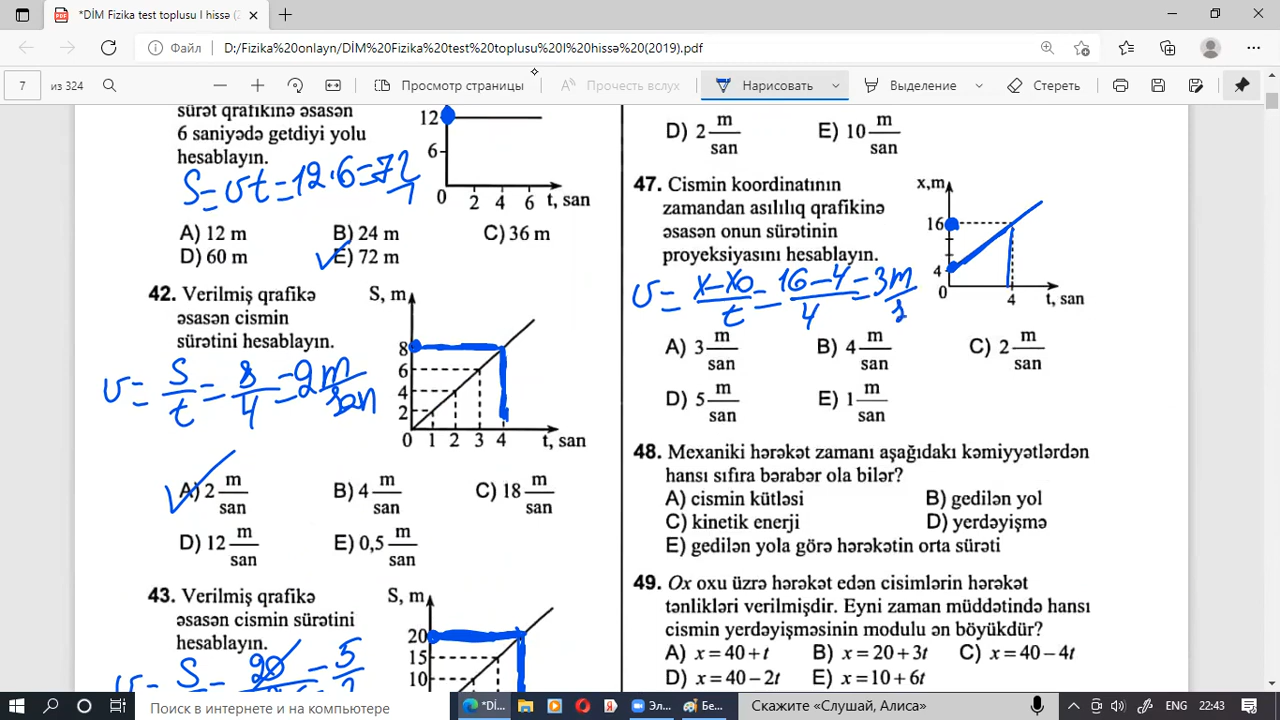 *DİM Fizika test toplusu I hissə (2
Файл
D:/Fizika%20onlayn/DİM%20Fizika%20test%20toplusu%20I%20hissə%20(2019).pdf
7 из 324
Просмотр страницы
Прочесть вслух
Нарисовать
Выделение
Стереть
sürət qrafikinə əsasən
6 saniyədə getdiyi yolu
hesablayın.
S=υt=12·6=72
12
6
0 2 4 6 t, san
A) 12 m B) 24 m C) 36 m
D) 60 m E) 72 m
42. Verilmiş qrafikə
əsasən cismin
sürətini hesablayın.
υ = S/t = 8/4 = 2 m/san
S, m
8
6
4
2
0 1 2 3 4 t, san
A) 2 m/san B) 4 m/san C) 18 m/san
D) 12 m/san E) 0,5 m/san
43. Verilmiş qrafikə
əsasən cismin sürətini
hesablayın.
S, m
20
15
10
D) 2 m/san E) 10 m/san
47. Cismin koordinatının
zamandan asılılıq qrafikinə
əsasən onun sürətinin
proyeksiyasını hesablayın.
υ = x-x0/t = 16-4/4 = 3 m
x,m
16
4
0 4 t, san
A) 3 m/san B) 4 m/san C) 2 m/san
D) 5 m/san E) 1 m/san
48. Mexaniki hərəkət zamanı aşağıdakı kəmiyyətlərdən
hansı sıfıra bərabər ola bilər?
A) cismin kütləsi B) gedilən yol
C) kinetik enerji D) yerdəyişmə
E) gedilən yola görə hərəkətin orta sürəti
49. Ox oxu üzrə hərəkət edən cisimlərin hərəkət
tənlikləri verilmişdir. Eyni zaman müddətində hansı
cismin yerdəyişməsinin modulu ən böyükdür?
A) x = 40 + t B) x = 20 + 3t C) x = 40 − 4t
D) x = 40 − 2t E) x = 10 + 6t
Поиск в интернете и на компьютере
*Dİ...
Эл...
Бе...
Скажите «Слушай, Алиса»
AZ
22:43